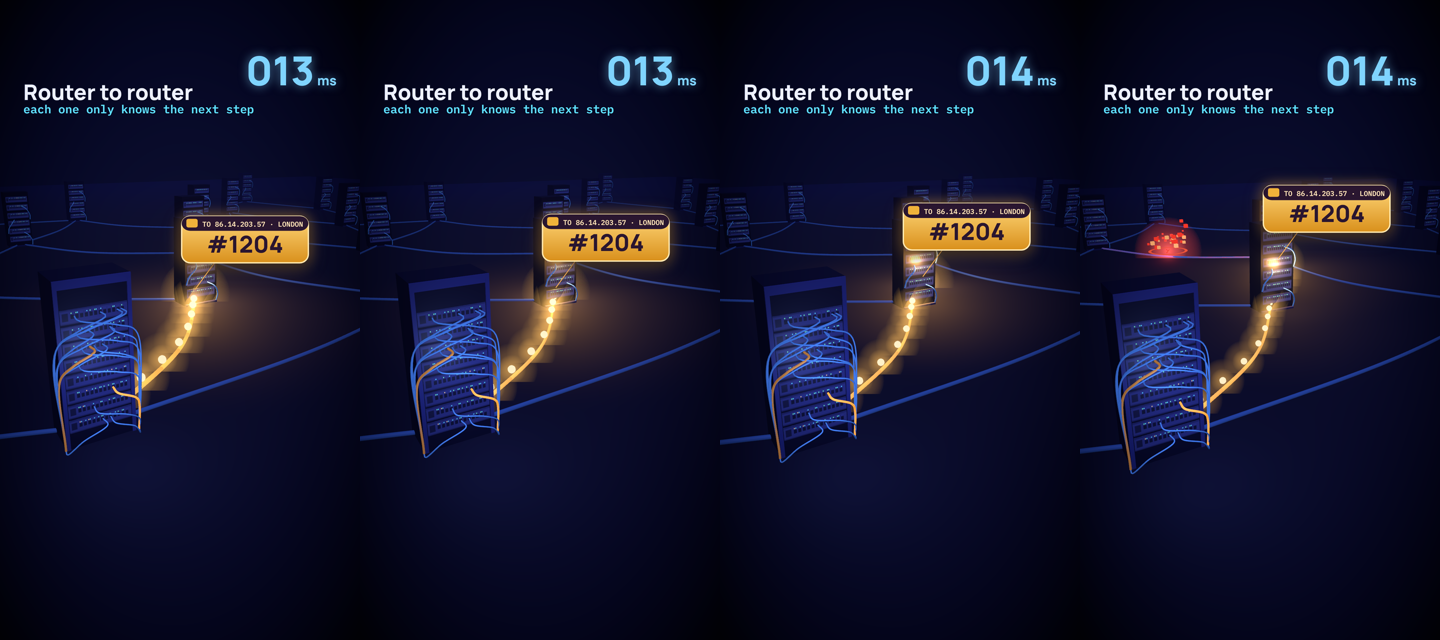 013 ms
Router to router
each one only knows the next step
TO 86.14.203.57 · LONDON
#1204
013 ms
Router to router
each one only knows the next step
TO 86.14.203.57 · LONDON
#1204
014 ms
Router to router
each one only knows the next step
TO 86.14.203.57 · LONDON
#1204
014 ms
Router to router
each one only knows the next step
TO 86.14.203.57 · LONDON
#1204